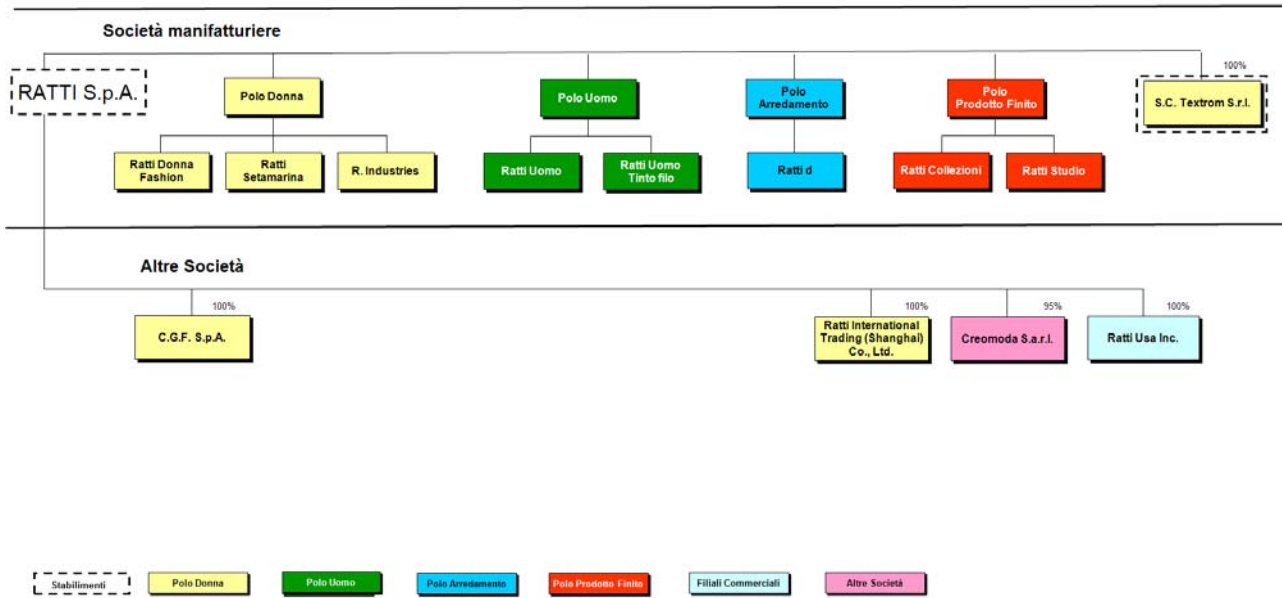 Società manifatturiere
100%
RATTI S.p.A.
Polo Donna
Polo Uomo
Polo
Arredamento
Polo
Prodotto Finito
S.C. Textrom S.r.l.
Ratti Donna
Fashion
Ratti
Setamarina
R. Industries
Ratti Uomo
Ratti Uomo
Tinto filo
Ratti d
Ratti Collezioni
Ratti Studio
Altre Società
100%
100%
95%
100%
C.G.F. S.p.A.
Ratti International
Trading (Shanghai)
Co., Ltd.
Creomoda S.a.r.l.
Ratti Usa Inc.
Stabilimenti
Polo Donna
Polo Uomo
Polo Arredamento
Polo Prodotto Finito
Filiali Commerciali
Altre Società